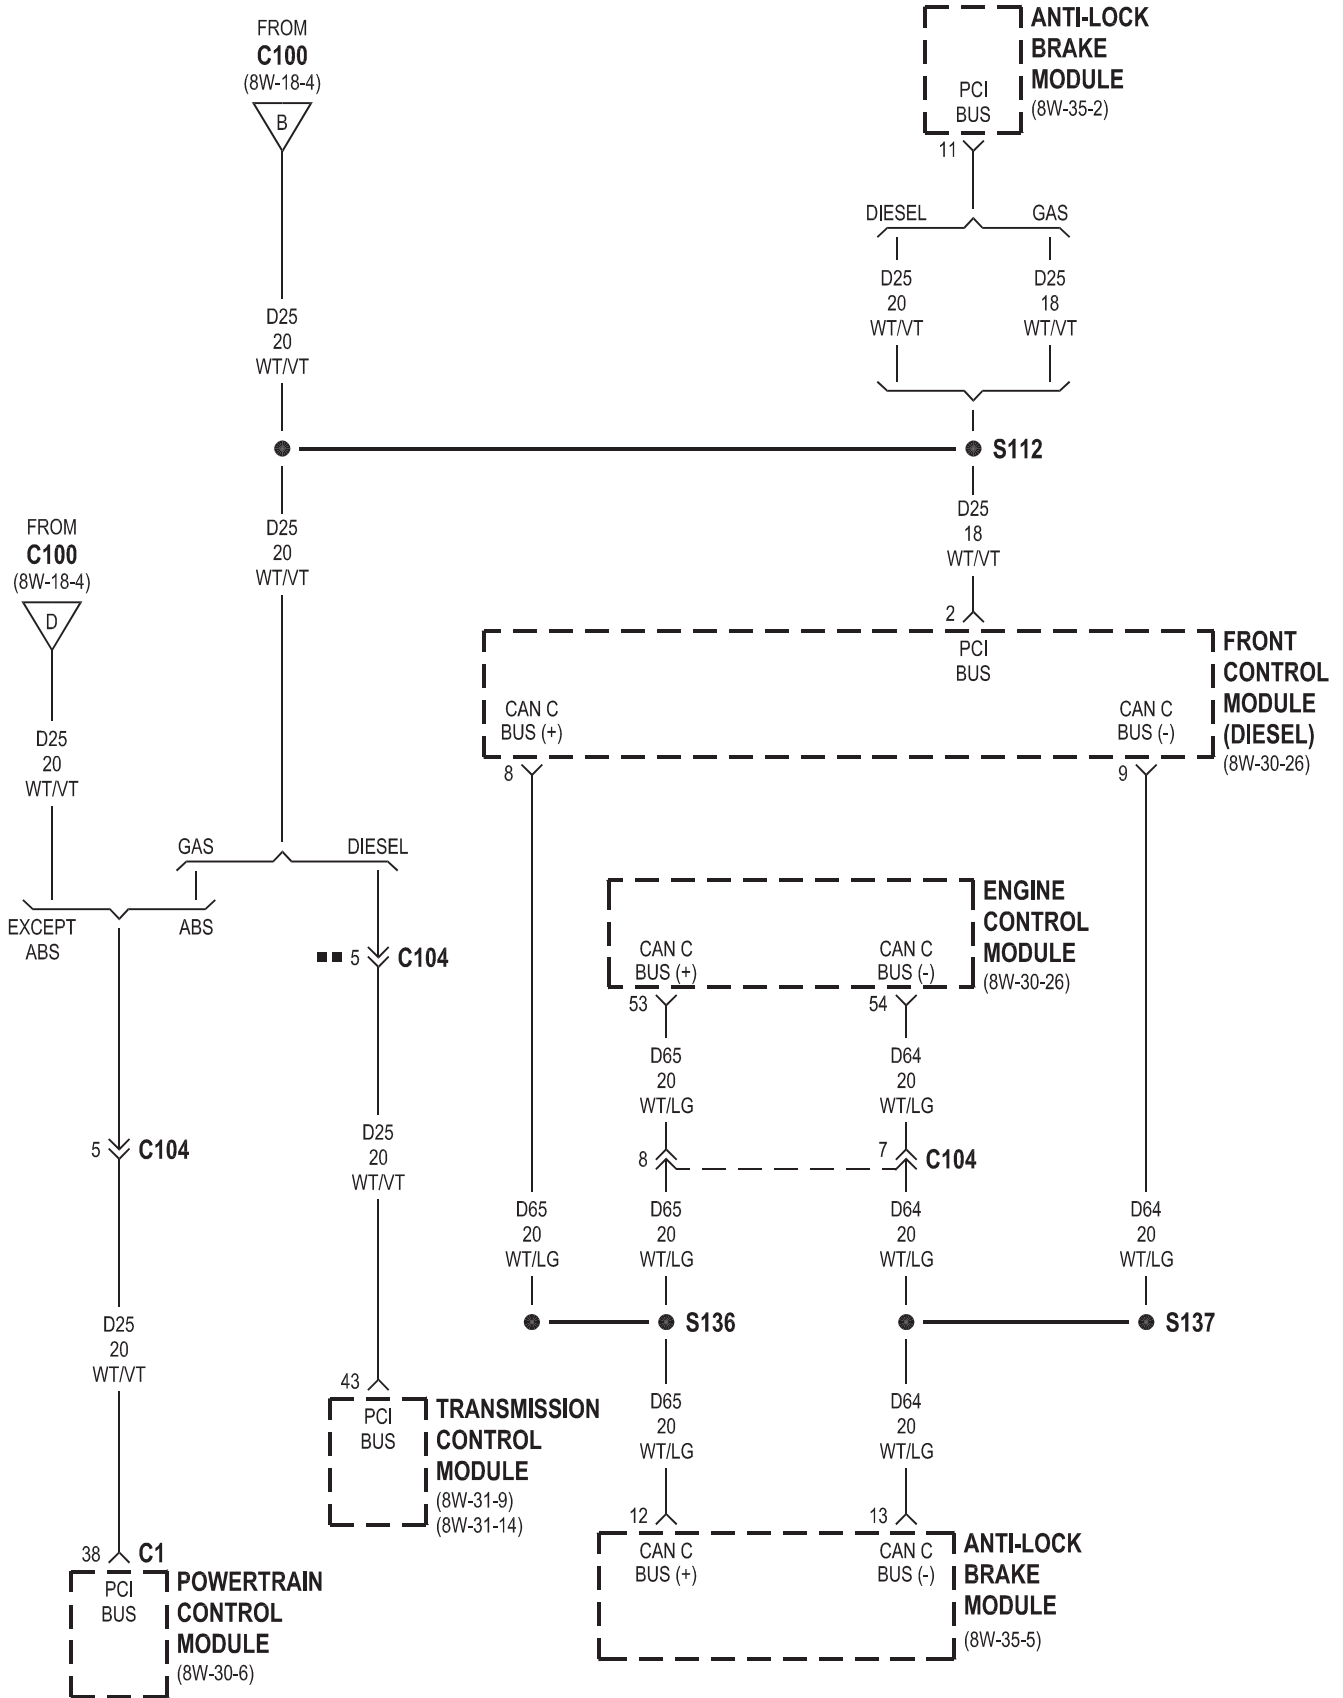 FROM
C100
(8W-18-4)
B
ANTI-LOCK
BRAKE
MODULE
(8W-35-2)
PCI
BUS
11
DIESEL
GAS
D25
20
WT/VT
D25
18
WT/VT
D25
20
WT/VT
S112
D25
20
WT/VT
D25
18
WT/VT
FROM
C100
(8W-18-4)
D
2
PCI
BUS
FRONT
CONTROL
MODULE
(DIESEL)
(8W-30-26)
CAN C
BUS (+)
CAN C
BUS (-)
8
9
D25
20
WT/VT
GAS
DIESEL
EXCEPT
ABS
ABS
5
C104
ENGINE
CONTROL
MODULE
(8W-30-26)
CAN C
BUS (+)
CAN C
BUS (-)
53
54
D65
20
WT/LG
D64
20
WT/LG
5
C104
D25
20
WT/VT
8
7
C104
D65
20
WT/LG
D65
20
WT/LG
D64
20
WT/LG
D64
20
WT/LG
S136
S137
D25
20
WT/VT
43
PCI
BUS
TRANSMISSION
CONTROL
MODULE
(8W-31-9)
(8W-31-14)
D65
20
WT/LG
D64
20
WT/LG
12
13
CAN C
BUS (+)
CAN C
BUS (-)
ANTI-LOCK
BRAKE
MODULE
(8W-35-5)
38
C1
PCI
BUS
POWERTRAIN
CONTROL
MODULE
(8W-30-6)